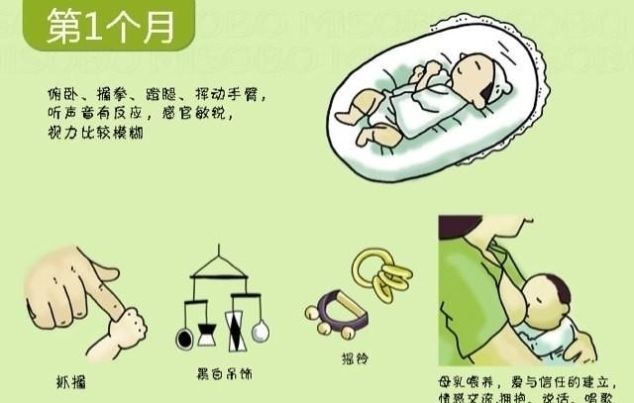 第1个月
俯卧、握拳、蹬腿、挥动手臂，
听声音有反应，感官敏锐，
视力比较模糊
抓握
黑白吊饰
摇铃
母乳喂养，爱与信任的建立，
情感交流,拥抱、说话、唱歌